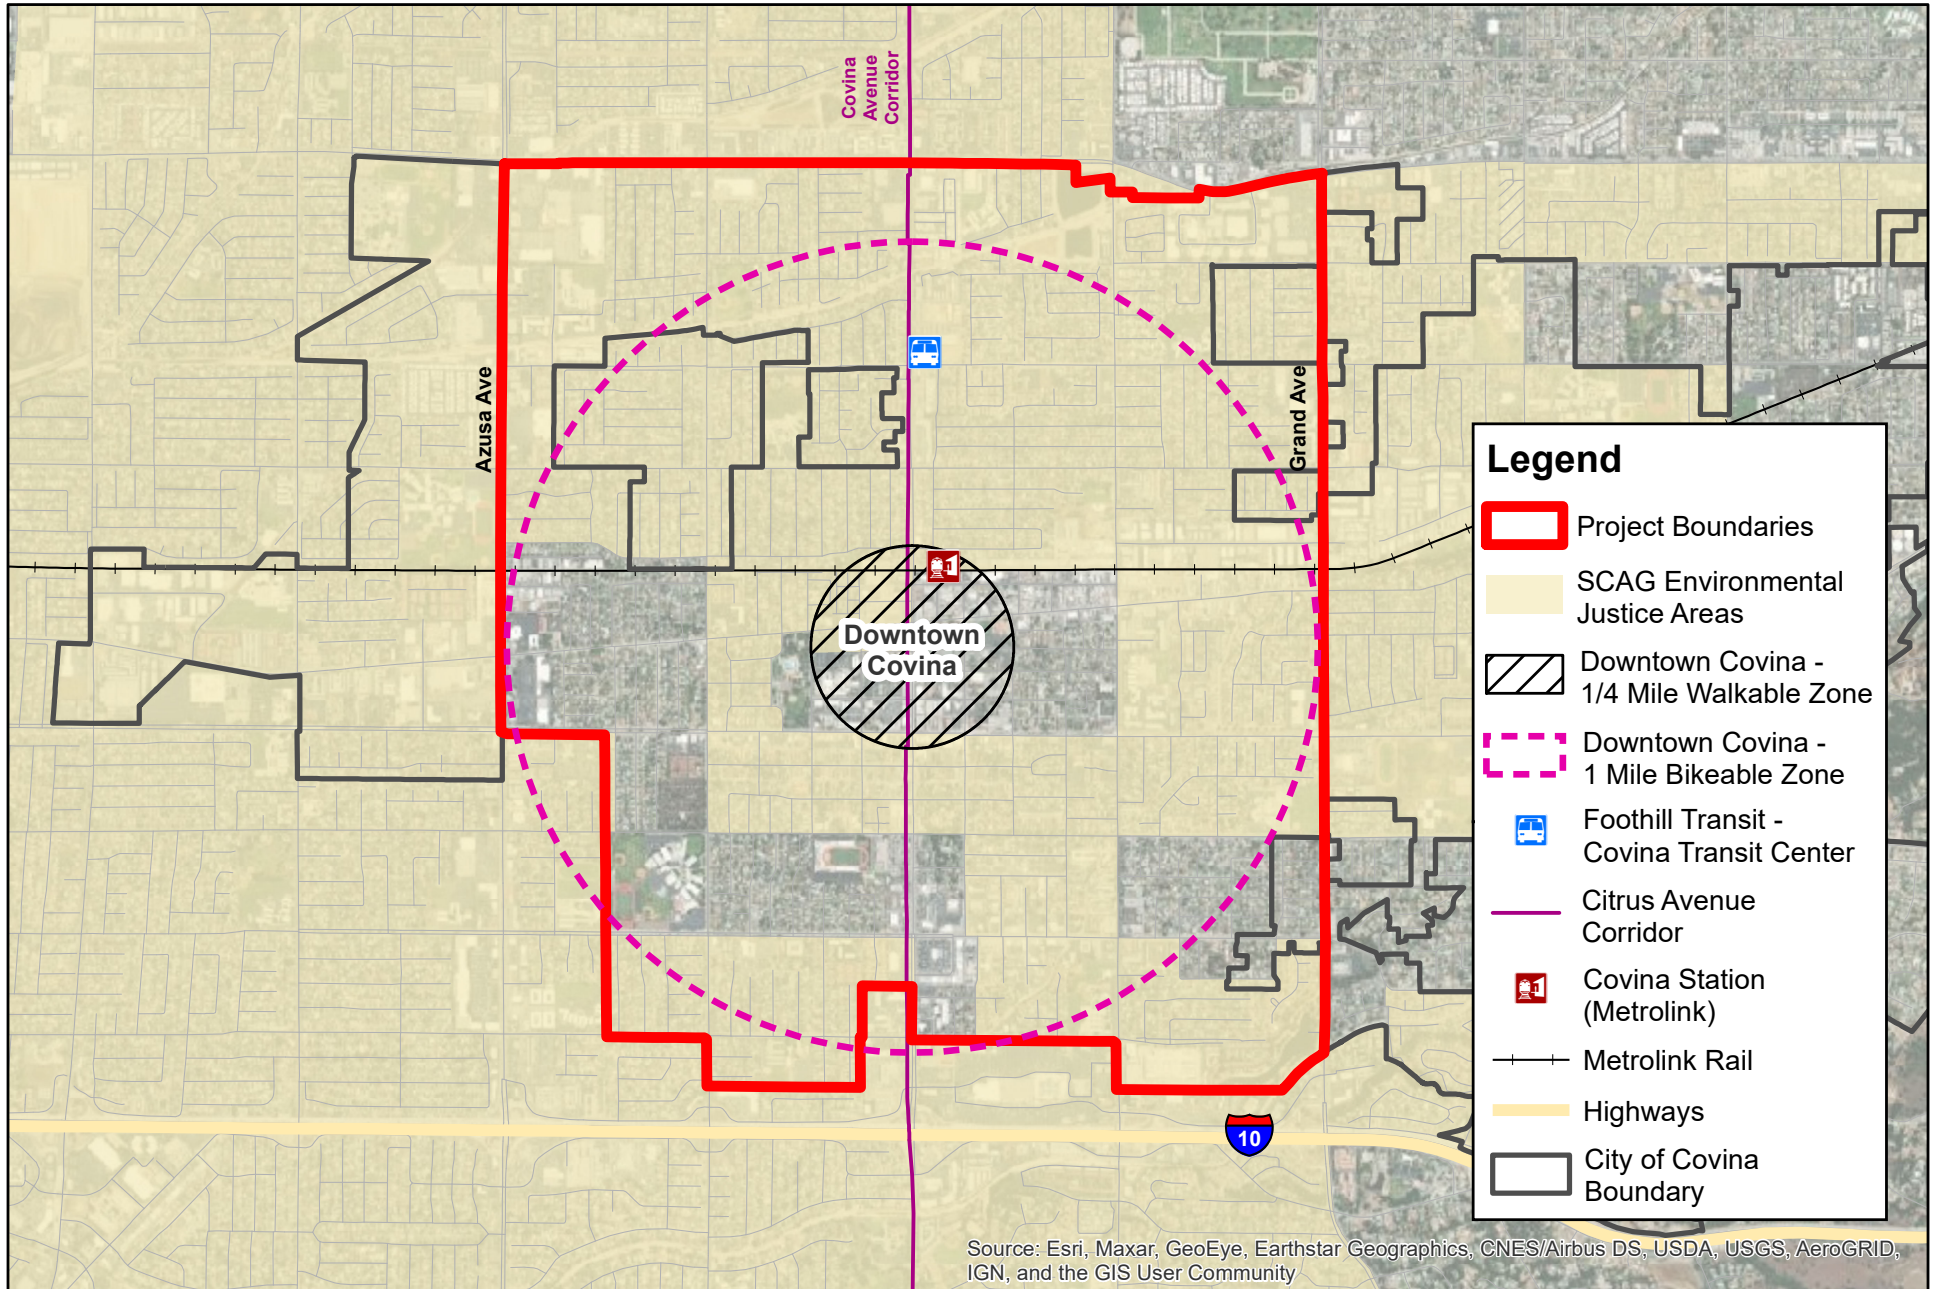 Covina
Avenue
Corridor
Azusa Ave
Grand Ave
Downtown
Covina
10
Legend
Project Boundaries
SCAG Environmental
Justice Areas
Downtown Covina -
1/4 Mile Walkable Zone
Downtown Covina -
1 Mile Bikeable Zone
Foothill Transit -
Covina Transit Center
Citrus Avenue
Corridor
Covina Station
(Metrolink)
Metrolink Rail
Highways
City of Covina
Boundary
Source: Esri, Maxar, GeoEye, Earthstar Geographics, CNES/Airbus DS, USDA, USGS, AeroGRID,
IGN, and the GIS User Community